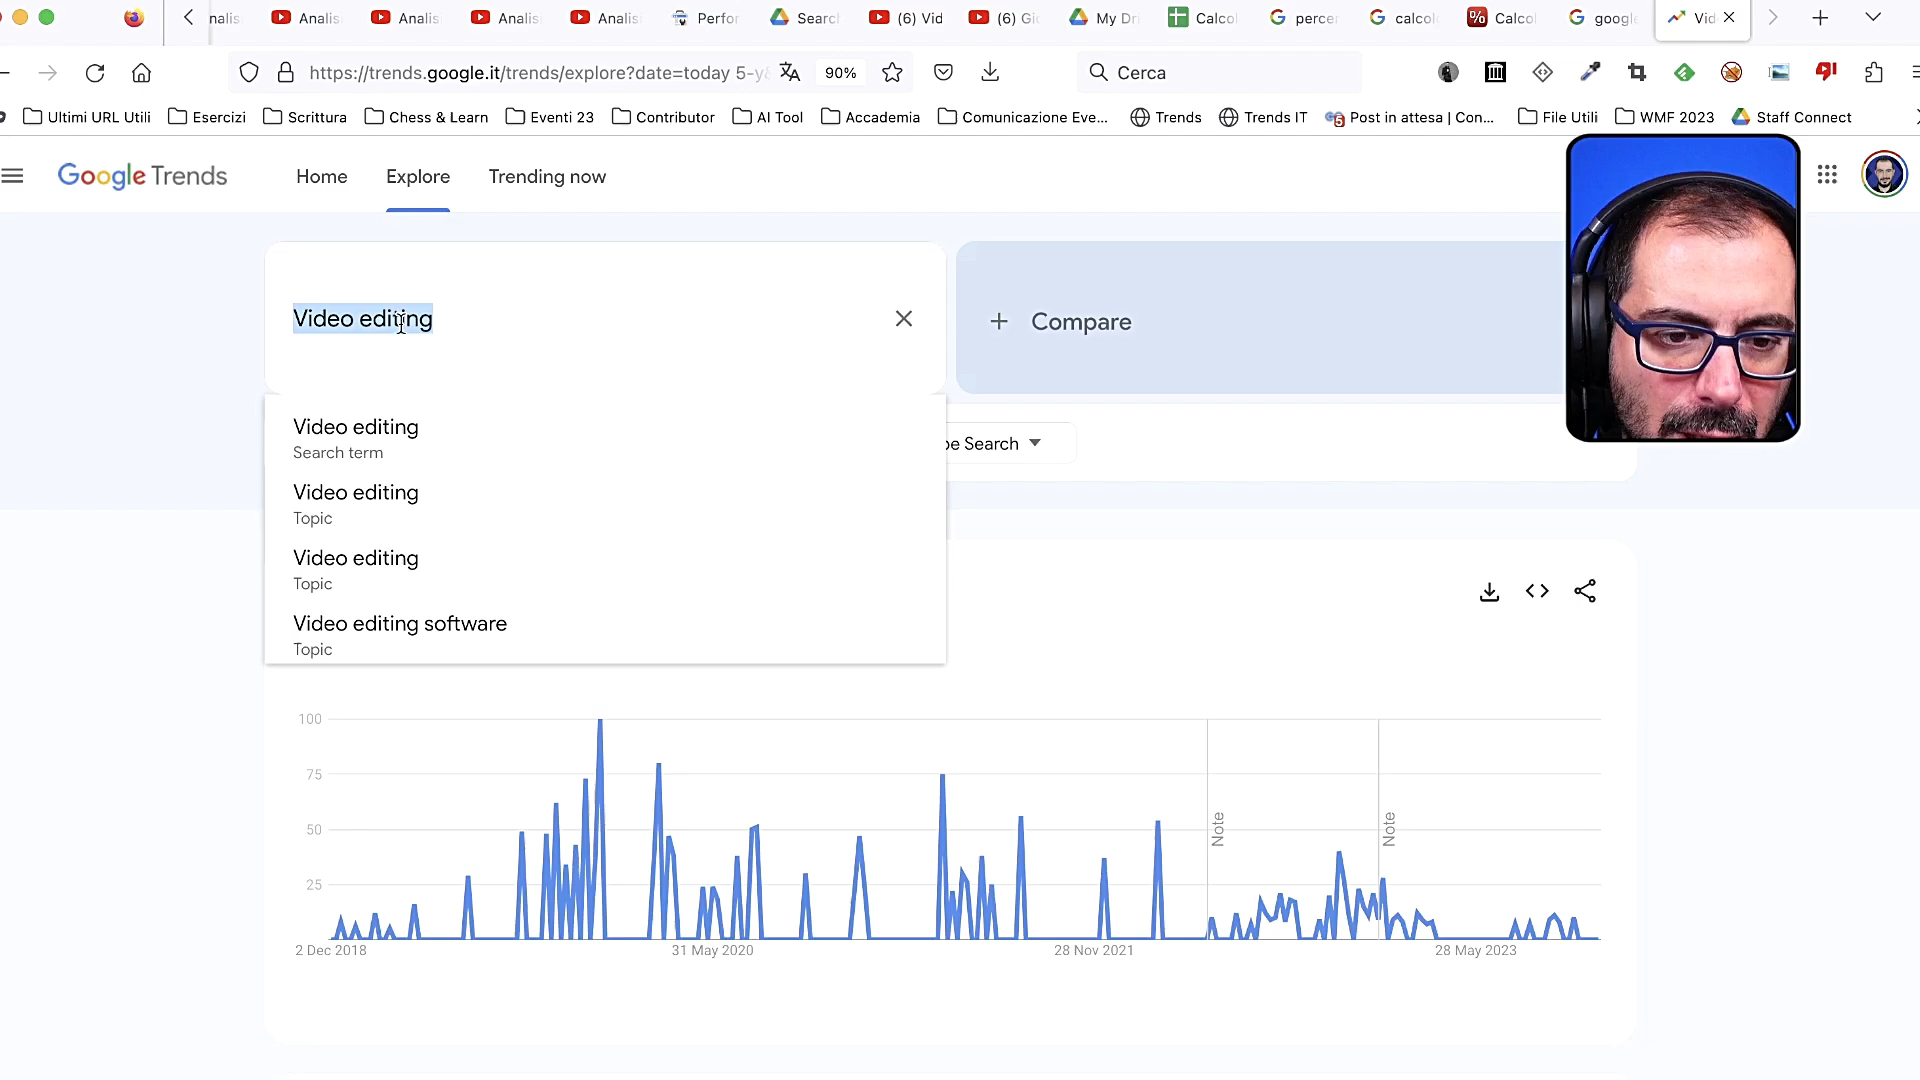 nalis
Analis
Analis
Analis
Analis
Perfor
Searc
(6) Vid
(6) Gi
My Dr
Calco
percer
calcol
Calco
google
Vid
https://trends.google.it/trends/explore?date=today 5-y&
90%
Cerca
Ultimi URL Utili
Esercizi
Scrittura
Chess & Learn
Eventi 23
Contributor
AI Tool
Accademia
Comunicazione Eve...
Trends
Trends IT
Post in attesa | Con...
File Utili
WMF 2023
Staff Connect
Google Trends
Home
Explore
Trending now
Video editing
Compare
Video editing
Search term
Video editing
Topic
Video editing
Topic
Video editing software
Topic
be Search
100
75
50
25
Note
Note
2 Dec 2018
31 May 2020
28 Nov 2021
28 May 2023